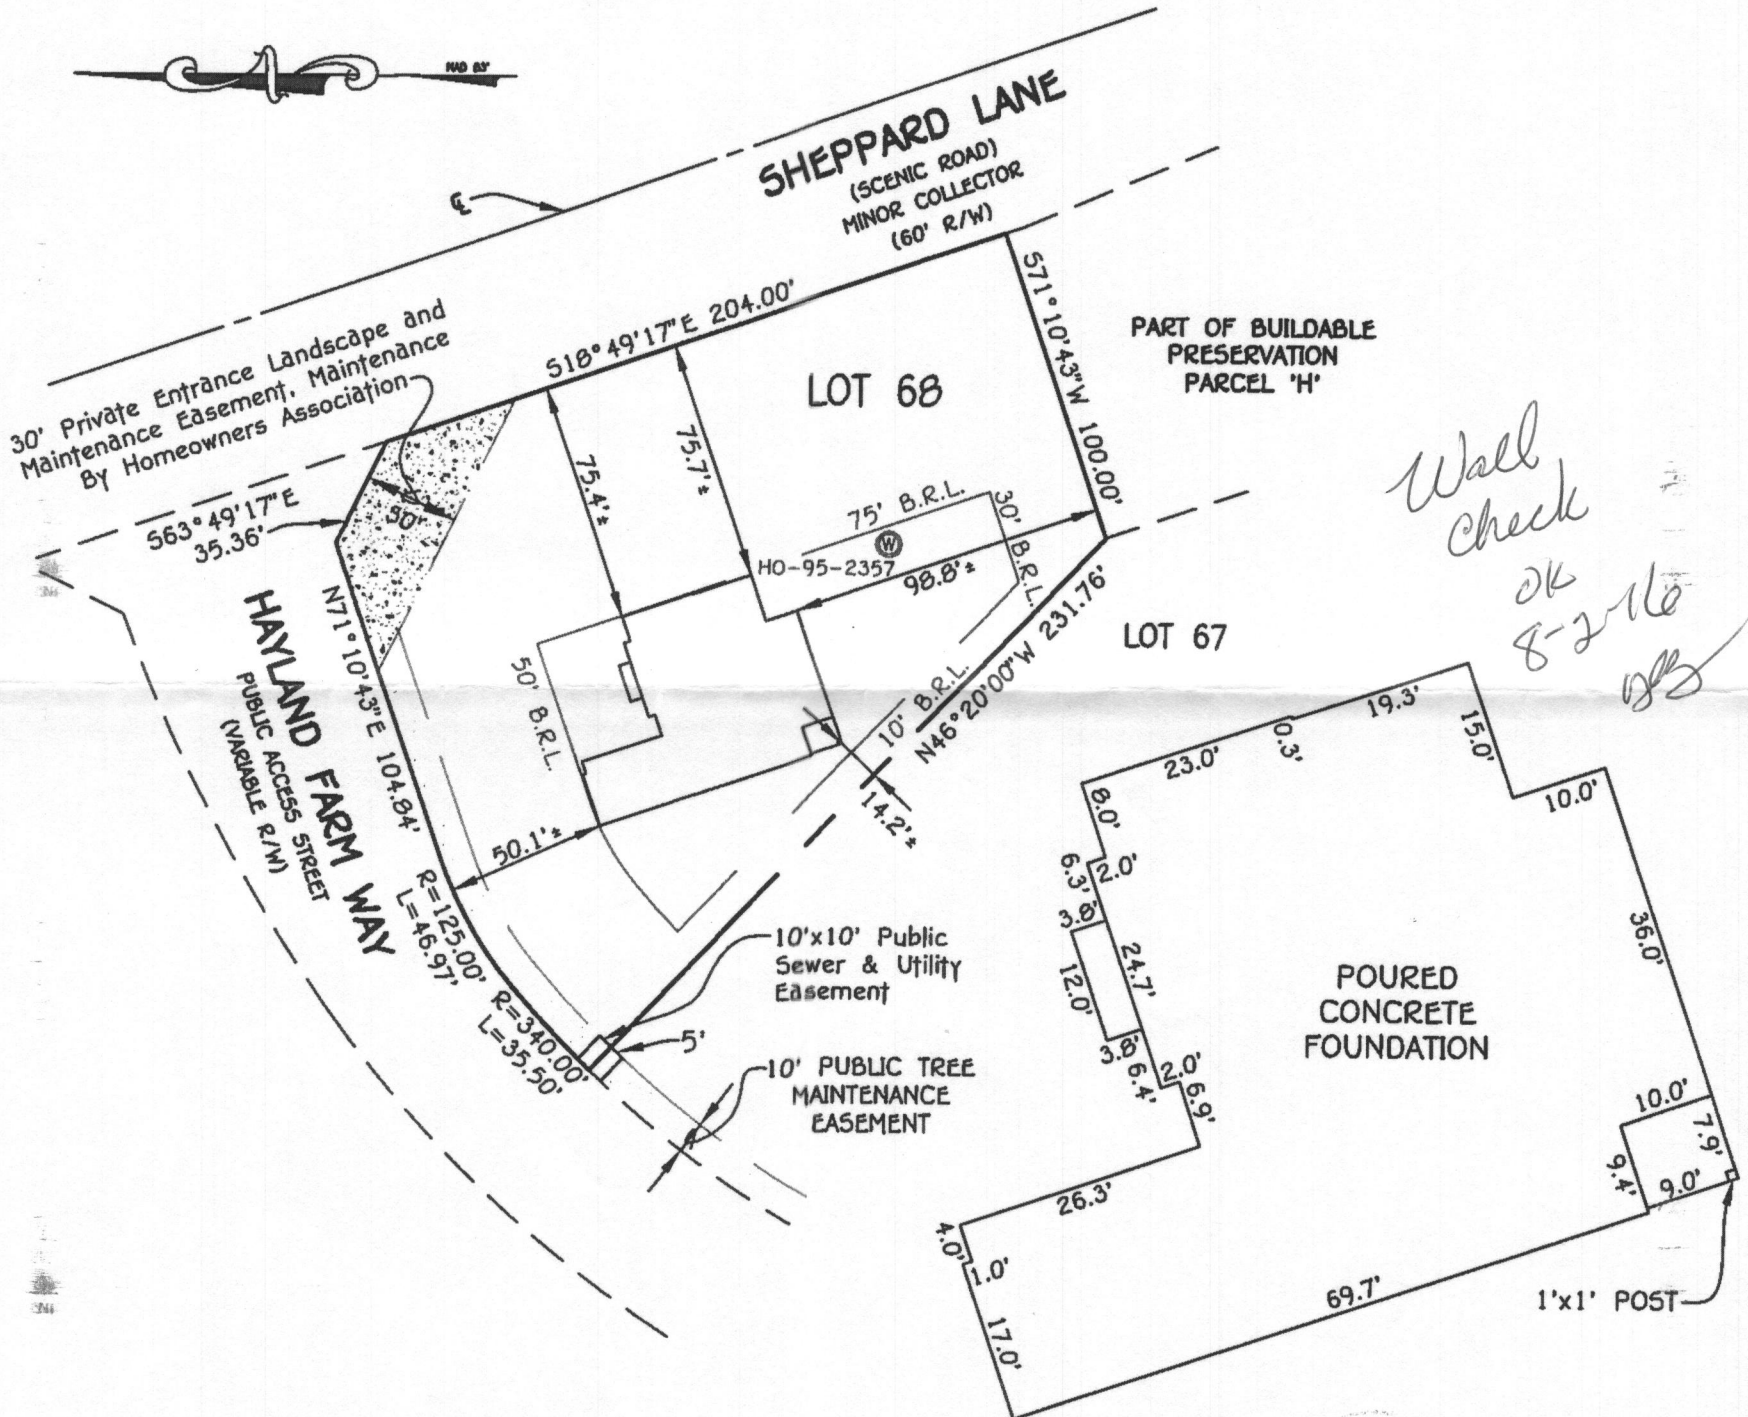 NAD 83'
SHEPPARD LANE
(SCENIC ROAD)
MINOR COLLECTOR
(60' R/W)
℄
30' Private Entrance Landscape and
Maintenance Easement, Maintenance
By Homeowners Association
S18°49'17"E 204.00'
S71°10'43"W 100.00'
LOT 68
PART OF BUILDABLE
PRESERVATION
PARCEL 'H'
S63°49'17"E
35.36'
30'
75.4'±
75.7'±
75' B.R.L.
30' B.R.L.
W
HO-95-2357
98.8'±
Wall
Check
OK
8-2-16
N71°10'43"E 104.84'
HAYLAND FARM WAY
PUBLIC ACCESS STREET
(VARIABLE R/W)
50' B.R.L.
10' B.R.L.
N46°20'00"W 231.76'
LOT 67
14.2'±
50.1'±
R=125.00'
L=46.97'
R=340.00'
L=35.50'
10'x10' Public
Sewer & Utility
Easement
5'
10' PUBLIC TREE
MAINTENANCE
EASEMENT
19.3'
15.0'
23.0'
0.3'
10.0'
8.0'
2.0'
6.3'
3.8'
24.7'
12.0'
3.8'
6.4'
2.0'
6.9'
36.0'
POURED
CONCRETE
FOUNDATION
10.0'
7.9'
9.4'
9.0'
26.3'
4.0'
1.0'
17.0'
69.7'
1'x1' POST